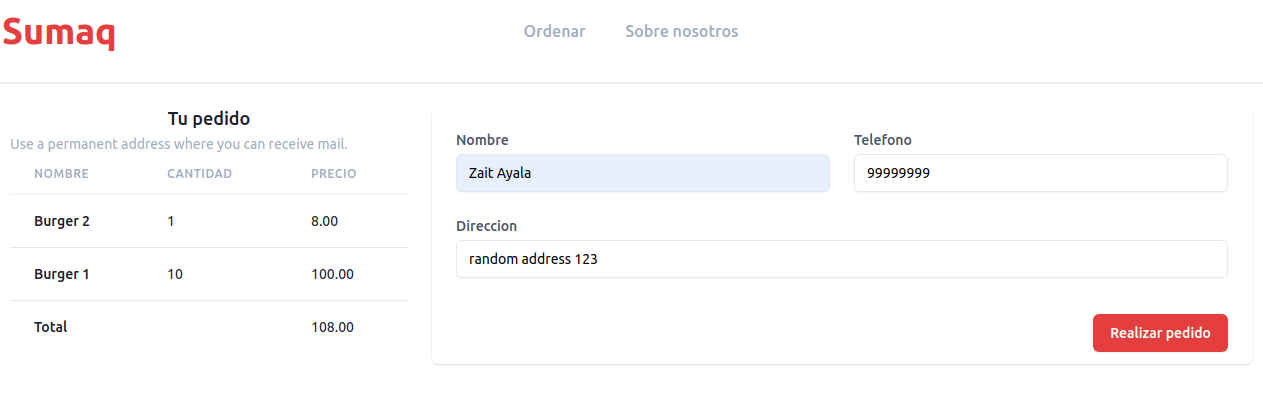 Sumaq
Ordenar Sobre nosotros
Tu pedido
Use a permanent address where you can receive mail.
NOMBRE CANTIDAD PRECIO
Burger 2 1 8.00
Burger 1 10 100.00
Total 108.00
Nombre Telefono
Zait Ayala 99999999
Direccion
random address 123
Realizar pedido